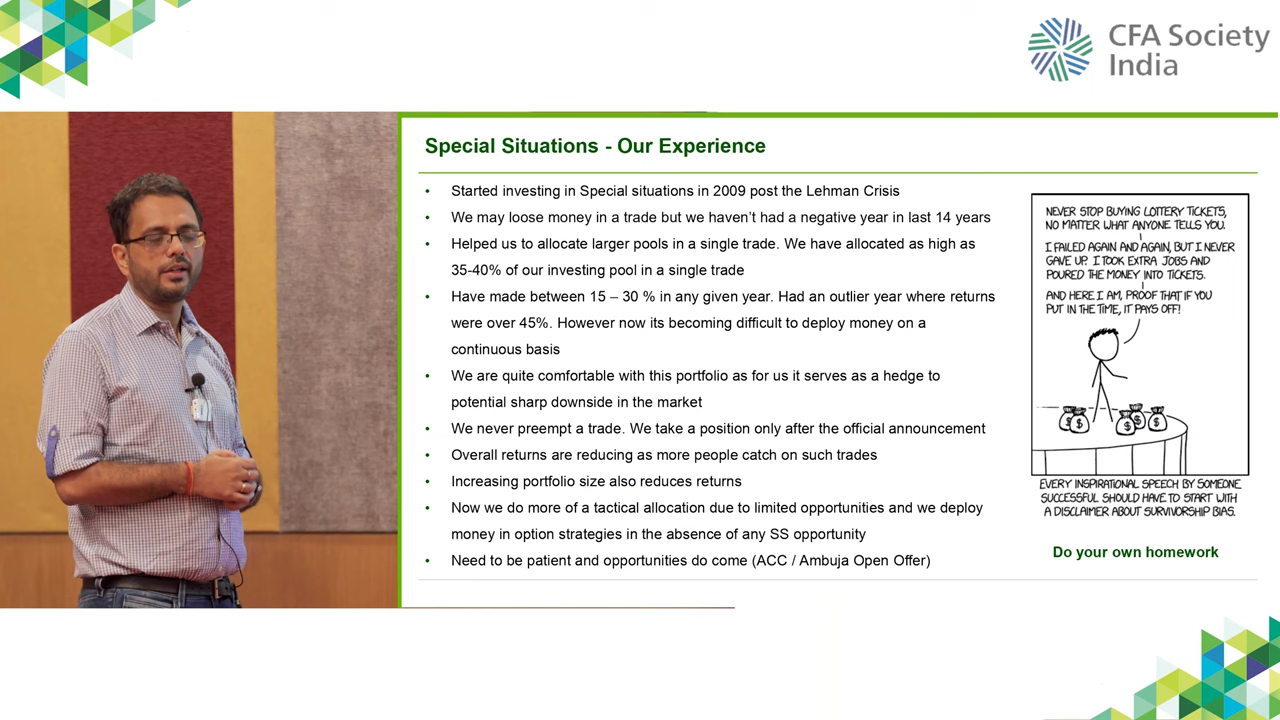 CFA Society
India
Special Situations - Our Experience
• Started investing in Special situations in 2009 post the Lehman Crisis
• We may loose money in a trade but we haven't had a negative year in last 14 years
• Helped us to allocate larger pools in a single trade. We have allocated as high as
35-40% of our investing pool in a single trade
• Have made between 15 – 30 % in any given year. Had an outlier year where returns
were over 45%. However now its becoming difficult to deploy money on a
continuous basis
• We are quite comfortable with this portfolio as for us it serves as a hedge to
potential sharp downside in the market
• We never preempt a trade. We take a position only after the official announcement
• Overall returns are reducing as more people catch on such trades
• Increasing portfolio size also reduces returns
• Now we do more of a tactical allocation due to limited opportunities and we deploy
money in option strategies in the absence of any SS opportunity
• Need to be patient and opportunities do come (ACC / Ambuja Open Offer)
NEVER STOP BUYING LOTTERY TICKETS,
NO MATTER WHAT ANYONE TELLS YOU.
I FAILED AGAIN AND AGAIN, BUT I NEVER
GAVE UP. I TOOK EXTRA JOBS AND
POURED THE MONEY INTO TICKETS.
AND HERE I AM, PROOF THAT IF YOU
PUT IN THE TIME, IT PAYS OFF!
$ $ $ $ $
EVERY INSPIRATIONAL SPEECH BY SOMEONE
SUCCESSFUL SHOULD HAVE TO START WITH
A DISCLAIMER ABOUT SURVIVORSHIP BIAS.
Do your own homework